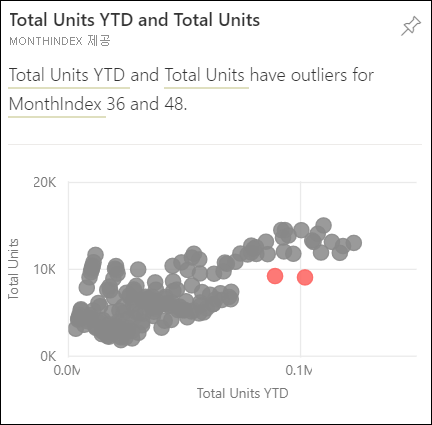 Total Units YTD and Total Units
MONTHINDEX 제공
Total Units YTD and Total Units have outliers for
MonthIndex 36 and 48.
20K
10K
0K
Total Units
0.0M
0.1M
Total Units YTD